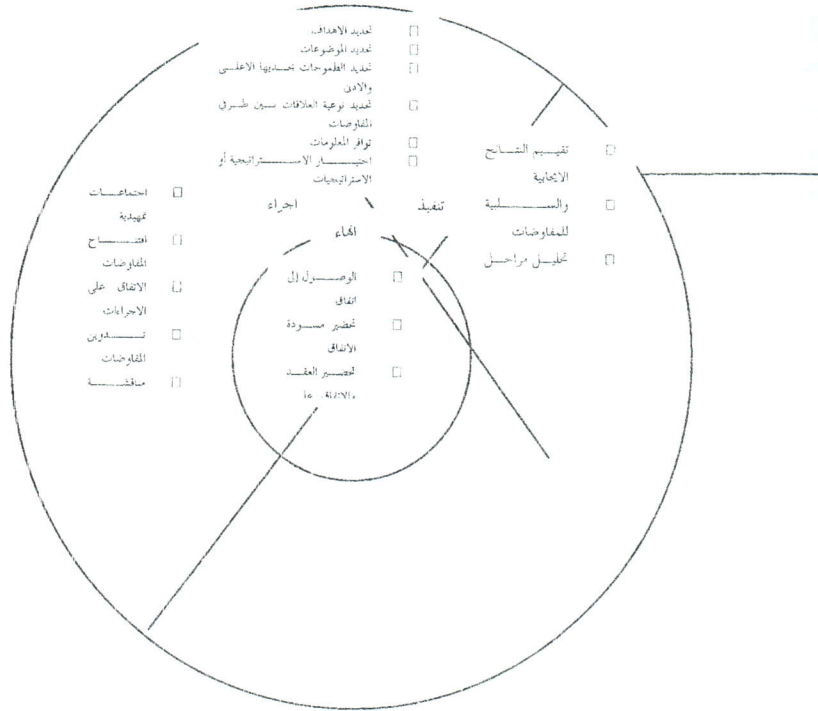 تحديد الاهداف
تحديد الموضوعات
تحديد الطموحات بحديها الاعلى
والادنى
تحديد نوعية العلاقات بين طرفي
المفاوضات
توافر المعلومات
اختيار الاستراتيجية أو
الاستراتيجيات
تقييم النتائج
الايجابية
والسلبية
للمفاوضات
تحليل مراحل
تنفيذ
اجراء
انهاء
الوصول إلى
اتفاق
تحضير مسودة
الاتفاق
تحضير العقد
اجتماعات
تمهيدية
افتتاح
المفاوضات
الاتفاق على
الاجراءات
تدوين
المفاوضات
مناقشة